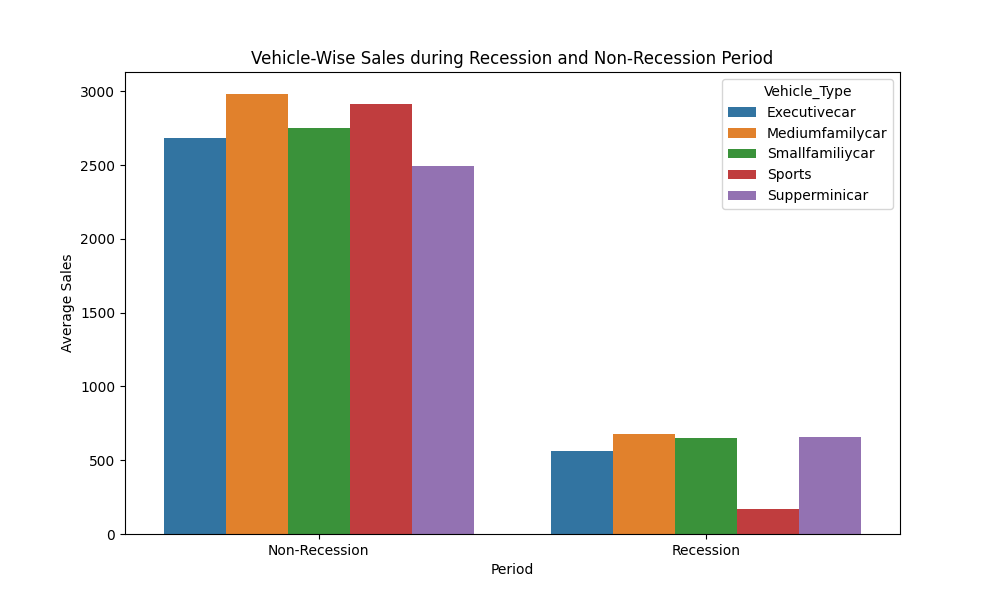 Vehicle-Wise Sales during Recession and Non-Recession Period
Vehicle_Type
Executivecar
Mediumfamilycar
Smallfamiliycar
Sports
Supperminicar
Average Sales
3000
2500
2000
1500
1000
500
0
Non-Recession
Recession
Period